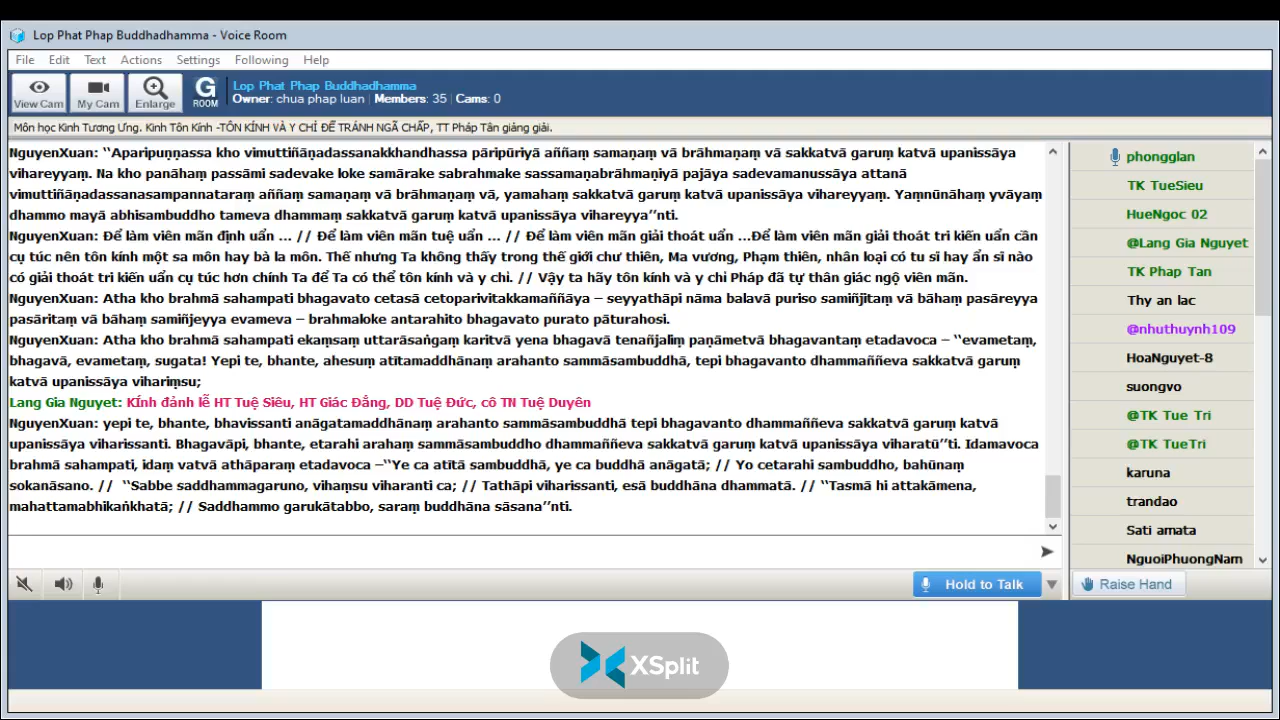 Lop Phat Phap Buddhadhamma - Voice Room
File Edit Text Actions Settings Following Help
View Cam My Cam Enlarge G ROOM
Lop Phat Phap Buddhadhamma
Owner: chua phap luan | Members: 35 | Cams: 0
Môn học Kinh Tương Ưng. Kinh Tôn Kính -TÔN KÍNH VÀ Y CHỈ ĐỂ TRÁNH NGÃ CHẤP, TT Pháp Tân giảng giải.
NguyenXuan: ‘‘Aparipuṇṇassa kho vimuttiñāṇadassanakkhandhassa pāripūriyā aññaṃ samaṇaṃ vā brāhmaṇaṃ vā sakkatvā garuṃ katvā upanissāya
vihareyyaṃ. Na kho panāhaṃ passāmi sadevake loke samārake sabrahmake sassamaṇabrāhmaṇiyā pajāya sadevamanussāya attanā
vimuttiñāṇadassanasampannataraṃ aññaṃ samaṇaṃ vā brāhmaṇaṃ vā, yamahaṃ sakkatvā garuṃ katvā upanissāya vihareyyaṃ. Yaṃnūnāhaṃ yvāyaṃ
dhammo mayā abhisambuddho tameva dhammaṃ sakkatvā garuṃ katvā upanissāya vihareyya’’nti.
NguyenXuan: Để làm viên mãn định uẩn ... // Để làm viên mãn tuệ uẩn ... // Để làm viên mãn giải thoát uẩn ...Để làm viên mãn giải thoát tri kiến uẩn cần
cụ túc nên tôn kính một sa môn hay bà la môn. Thế nhưng Ta không thấy trong thế giới chư thiên, Ma vương, Phạm thiên, nhân loại có tu sĩ hay ẩn sĩ nào
có giải thoát tri kiến uẩn cụ túc hơn chính Ta để Ta có thể tôn kính và y chỉ. // Vậy ta hãy tôn kính và y chỉ Pháp đã tự thân giác ngộ viên mãn.
NguyenXuan: Atha kho brahmā sahampati bhagavato cetasā cetoparivitakkamaññāya – seyyathāpi nāma balavā puriso samiñjitaṃ vā bāhaṃ pasāreyya
pasāritaṃ vā bāhaṃ samiñjeyya evameva – brahmaloke antarahito bhagavato purato pāturahosi.
NguyenXuan: Atha kho brahmā sahampati ekaṃsaṃ uttarāsaṅgaṃ karitvā yena bhagavā tenañjaliṃ paṇāmetvā bhagavantaṃ etadavoca – ‘‘evametaṃ,
bhagavā, evametaṃ, sugata! Yepi te, bhante, ahesuṃ atītamaddhānaṃ arahanto sammāsambuddhā, tepi bhagavanto dhammaññeva sakkatvā garuṃ
katvā upanissāya vihariṃsu;
Lang Gia Nguyet: KÍnh đảnh lễ HT Tuệ Siêu, HT Giác Đẳng, DD Tuệ Đức, cô TN Tuệ Duyên
NguyenXuan: yepi te, bhante, bhavissanti anāgatamaddhānaṃ arahanto sammāsambuddhā tepi bhagavanto dhammaññeva sakkatvā garuṃ katvā
upanissāya viharissanti. Bhagavāpi, bhante, etarahi arahaṃ sammāsambuddho dhammaññeva sakkatvā garuṃ katvā upanissāya viharatū’’ti. Idamavoca
brahmā sahampati, idaṃ vatvā athāparaṃ etadavoca –‘‘Ye ca atītā sambuddhā, ye ca buddhā anāgatā; // Yo cetarahi sambuddho, bahūnaṃ
sokanāsano. // ‘‘Sabbe saddhammagaruno, vihaṃsu viharanti ca; // Tathāpi viharissanti, esā buddhāna dhammatā. // ‘‘Tasmā hi attakāmena,
mahattamabhikaṅkhatā; // Saddhammo garukātabbo, saraṃ buddhāna sāsana’’nti.
phongglan
TK TueSieu
HueNgoc 02
@Lang Gia Nguyet
TK Phap Tan
Thy an lac
@nhuthuynh109
HoaNguyet-8
suongvo
@TK Tue Tri
@TK TueTri
karuna
trandao
Sati amata
NguoiPhuongNam
Hold to Talk
Raise Hand
XSplit